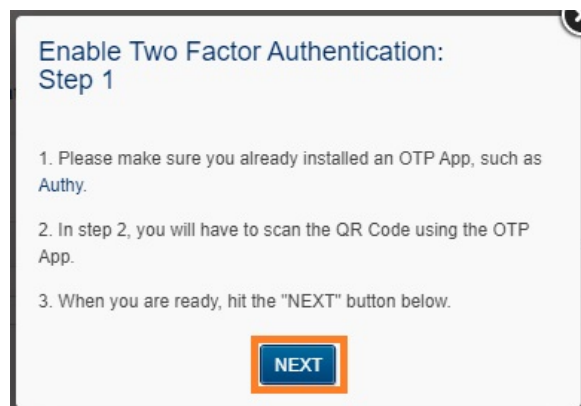 Enable Two Factor Authentication:
Step 1
1. Please make sure you already installed an OTP App, such as
Authy.
2. In step 2, you will have to scan the QR Code using the OTP
App.
3. When you are ready, hit the "NEXT" button below.
NEXT